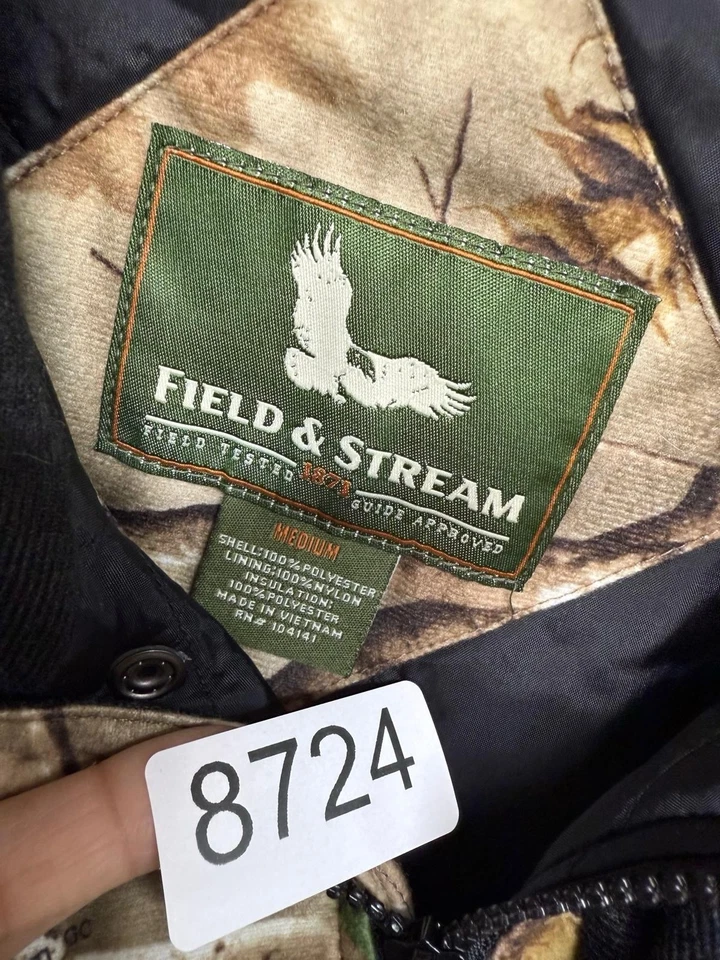 FIELD & STREAM
FIELD TESTED 1871 GUIDE APPROVED
MEDIUM
SHELL:100% POLYESTER
LINING:100% NYLON
INSULATION:
100% POLYESTER
MADE IN VIETNAM
RN# 104141
8724
GC